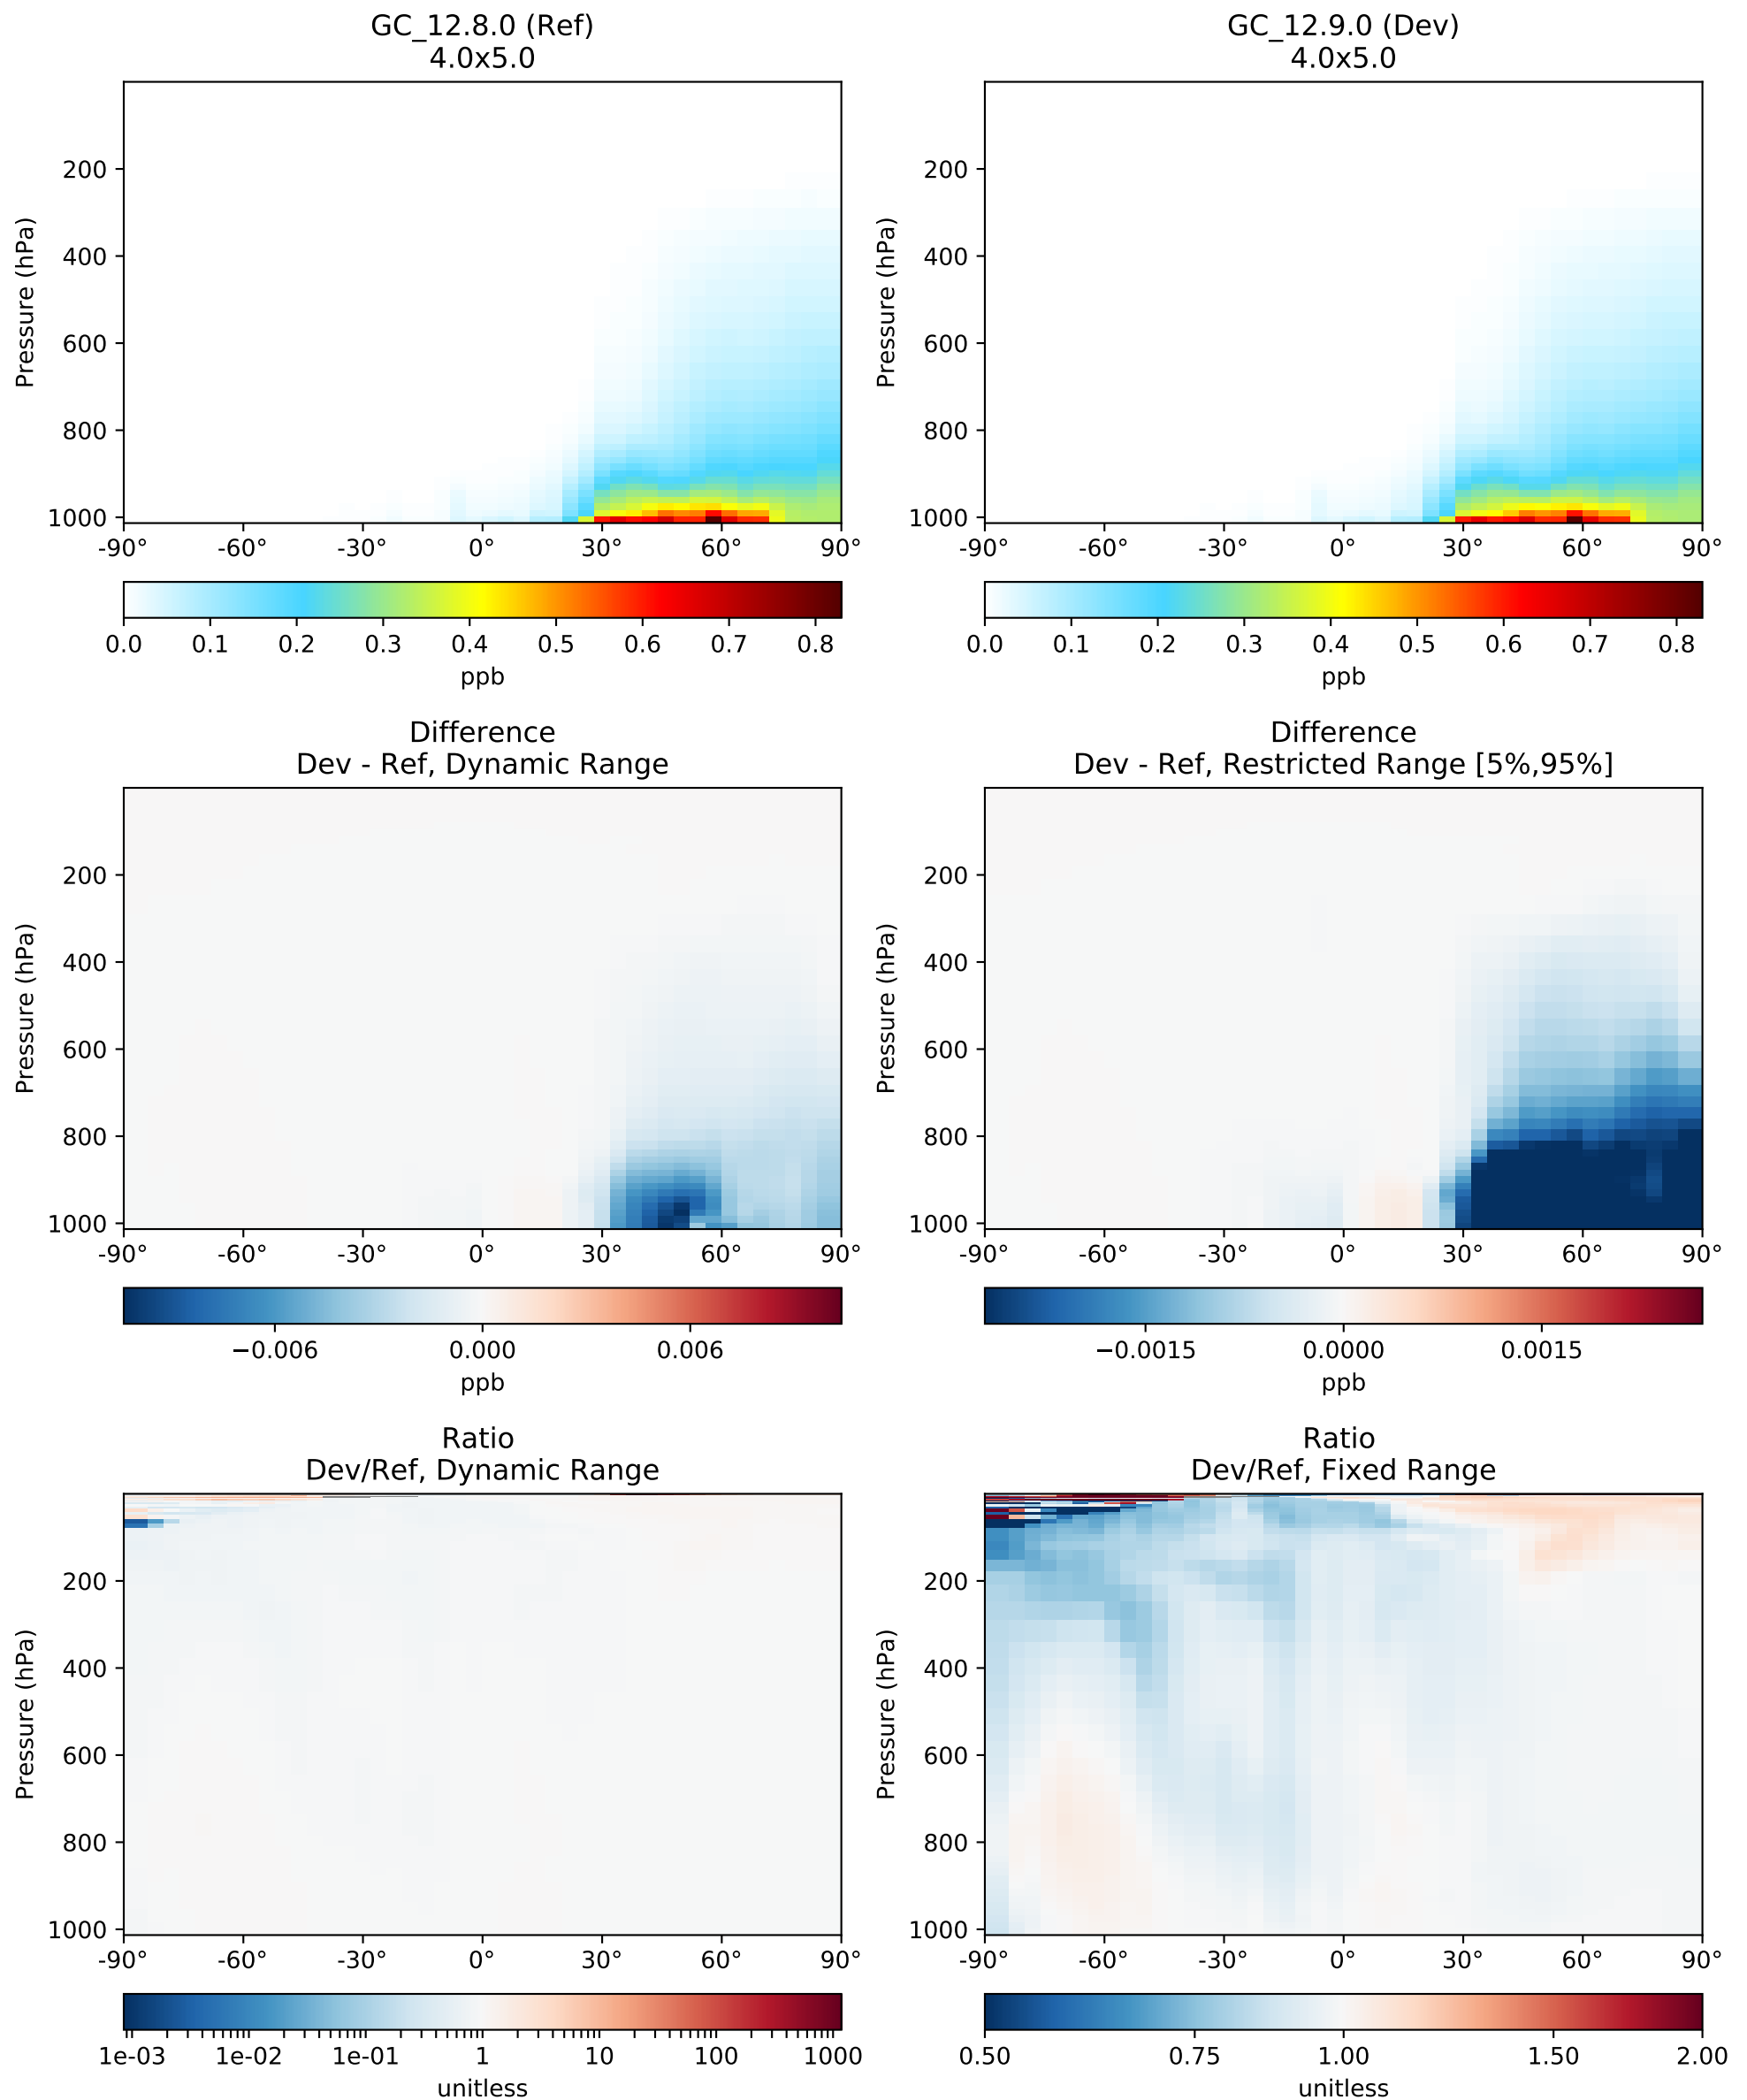 GC_12.8.0 (Ref)
4.0x5.0
Pressure (hPa)
200
400
600
800
1000
-90° -60° -30° 0° 30° 60° 90°
0.0 0.1 0.2 0.3 0.4 0.5 0.6 0.7 0.8
ppb
GC_12.9.0 (Dev)
4.0x5.0
Pressure (hPa)
200
400
600
800
1000
-90° -60° -30° 0° 30° 60° 90°
0.0 0.1 0.2 0.3 0.4 0.5 0.6 0.7 0.8
ppb
Difference
Dev - Ref, Dynamic Range
Pressure (hPa)
200
400
600
800
1000
-90° -60° -30° 0° 30° 60° 90°
−0.006 0.000 0.006
ppb
Difference
Dev - Ref, Restricted Range [5%,95%]
Pressure (hPa)
200
400
600
800
1000
-90° -60° -30° 0° 30° 60° 90°
−0.0015 0.0000 0.0015
ppb
Ratio
Dev/Ref, Dynamic Range
Pressure (hPa)
200
400
600
800
1000
-90° -60° -30° 0° 30° 60° 90°
1e-03 1e-02 1e-01 1 10 100 1000
unitless
Ratio
Dev/Ref, Fixed Range
Pressure (hPa)
200
400
600
800
1000
-90° -60° -30° 0° 30° 60° 90°
0.50 0.75 1.00 1.50 2.00
unitless